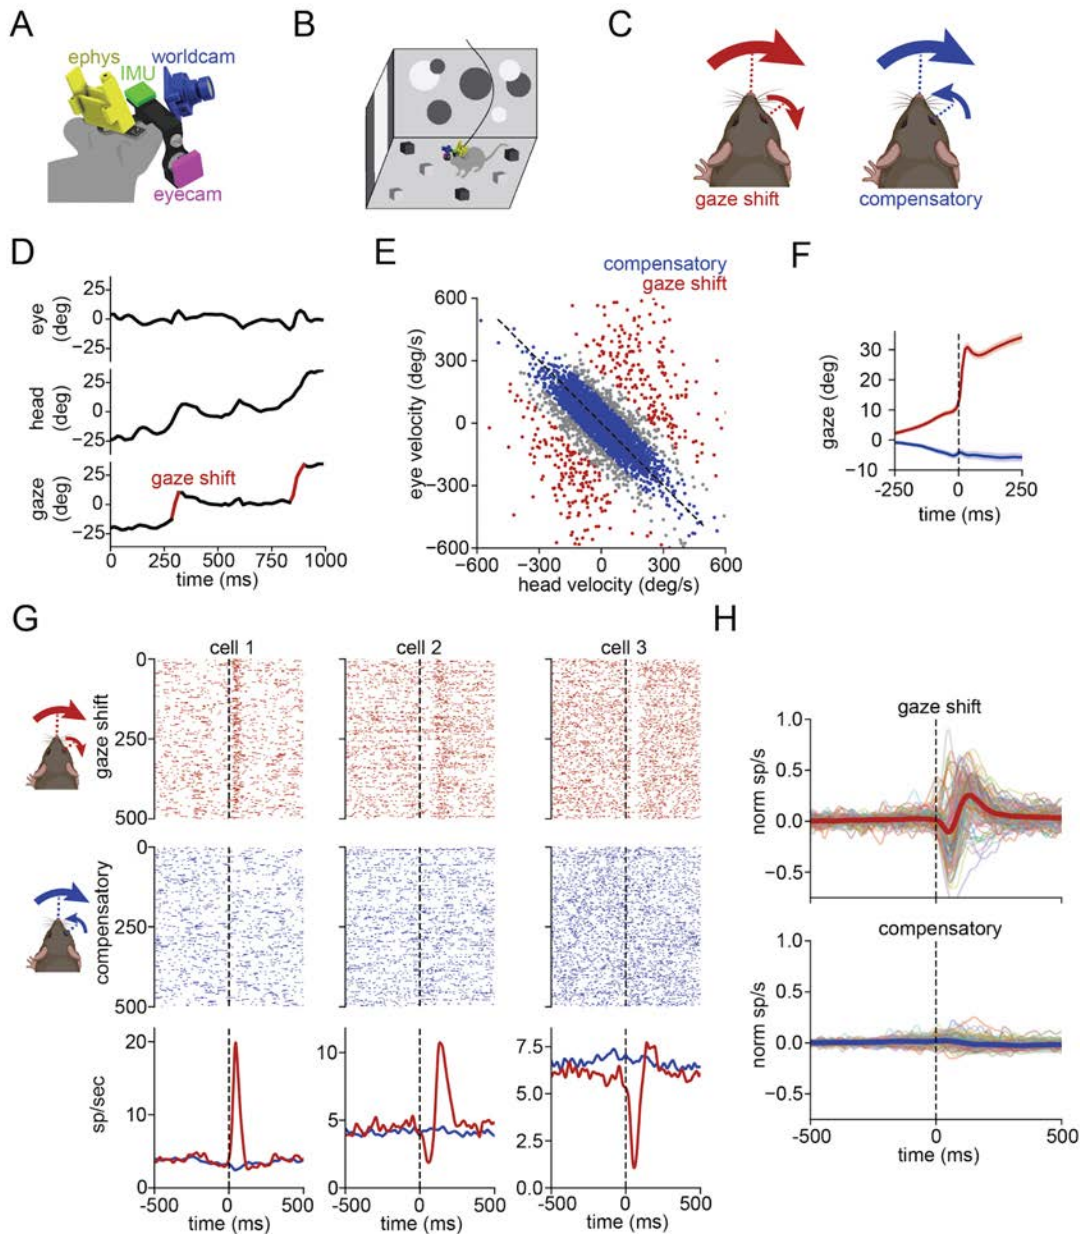 A
ephys
IMU
worldcam
eyecam
B
C
gaze shift
compensatory
D
eye
(deg)
25
0
−25
head
(deg)
25
0
−25
gaze
(deg)
25
0
−25
gaze shift
0 250 500 750 1000
time (ms)
E
compensatory
gaze shift
eye velocity (deg/s)
600
300
0
−300
−600
−600 −300 0 300 600
head velocity (deg/s)
F
gaze (deg)
30
20
10
0
−10
−250 0 250
time (ms)
G
cell 1 cell 2 cell 3
gaze shift
0
250
500
compensatory
0
250
500
sp/sec
20
10
0
10
5
0
7.5
5.0
2.5
0.0
-500 0 500
time (ms)
-500 0 500
time (ms)
-500 0 500
time (ms)
H
gaze shift
norm sp/s
1.0
0.5
0.0
−0.5
compensatory
norm sp/s
1.0
0.5
0.0
−0.5
-500 0 500
time (ms)